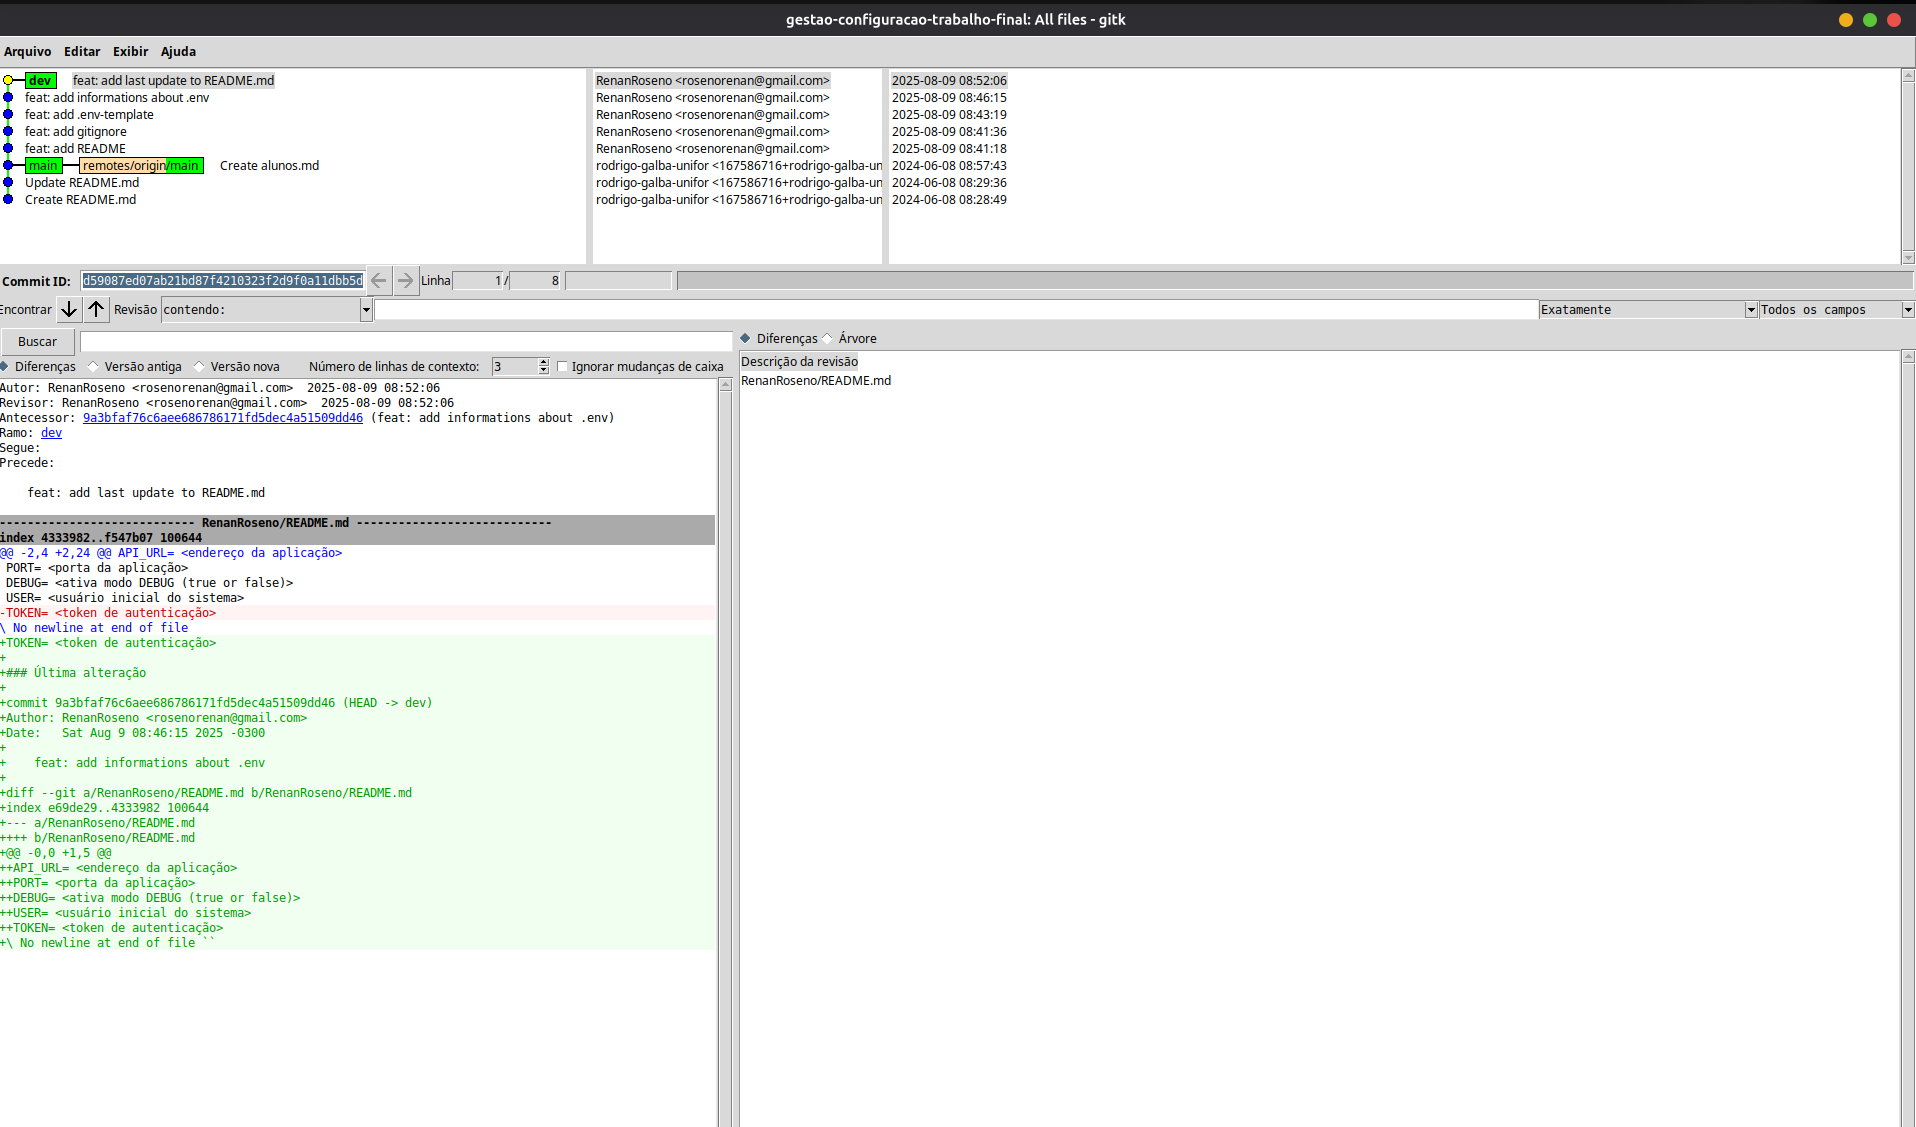 gestao-configuracao-trabalho-final: All files - gitk
Arquivo Editar Exibir Ajuda
dev feat: add last update to README.md RenanRoseno <rosenorenan@gmail.com> 2025-08-09 08:52:06
feat: add informations about .env RenanRoseno <rosenorenan@gmail.com> 2025-08-09 08:46:15
feat: add .env-template RenanRoseno <rosenorenan@gmail.com> 2025-08-09 08:43:19
feat: add gitignore RenanRoseno <rosenorenan@gmail.com> 2025-08-09 08:41:36
feat: add README RenanRoseno <rosenorenan@gmail.com> 2025-08-09 08:41:18
main remotes/origin/main Create alunos.md rodrigo-galba-unifor <167586716+rodrigo-galba-un 2024-06-08 08:57:43
Update README.md rodrigo-galba-unifor <167586716+rodrigo-galba-un 2024-06-08 08:29:36
Create README.md rodrigo-galba-unifor <167586716+rodrigo-galba-un 2024-06-08 08:28:49
Commit ID: d59087ed07ab21bd87f4210323f2d9f0a11dbb5d Linha 1 / 8
Encontrar Revisão contendo: Exatamente Todos os campos
Buscar
Diferenças Versão antiga Versão nova Número de linhas de contexto: 3 Ignorar mudanças de caixa
Autor: RenanRoseno <rosenorenan@gmail.com>  2025-08-09 08:52:06
Revisor: RenanRoseno <rosenorenan@gmail.com>  2025-08-09 08:52:06
Antecessor: 9a3bfaf76c6aee686786171fd5dec4a51509dd46 (feat: add informations about .env)
Ramo: dev
Segue:
Precede:
feat: add last update to README.md
---------------------------- RenanRoseno/README.md ----------------------------
index 4333982..f547b07 100644
@@ -2,4 +2,24 @@ API_URL= <endereço da aplicação>
PORT= <porta da aplicação>
DEBUG= <ativa modo DEBUG (true or false)>
USER= <usuário inicial do sistema>
-TOKEN= <token de autenticação>
\ No newline at end of file
+TOKEN= <token de autenticação>
+
+### Última alteração
+
+commit 9a3bfaf76c6aee686786171fd5dec4a51509dd46 (HEAD -> dev)
+Author: RenanRoseno <rosenorenan@gmail.com>
+Date:   Sat Aug 9 08:46:15 2025 -0300
+
+    feat: add informations about .env
+
+diff --git a/RenanRoseno/README.md b/RenanRoseno/README.md
+index e69de29..4333982 100644
+--- a/RenanRoseno/README.md
++++ b/RenanRoseno/README.md
+@@ -0,0 +1,5 @@
++API_URL= <endereço da aplicação>
++PORT= <porta da aplicação>
++DEBUG= <ativa modo DEBUG (true or false)>
++USER= <usuário inicial do sistema>
++TOKEN= <token de autenticação>
+\ No newline at end of file ``
Diferenças Árvore
Descrição da revisão
RenanRoseno/README.md